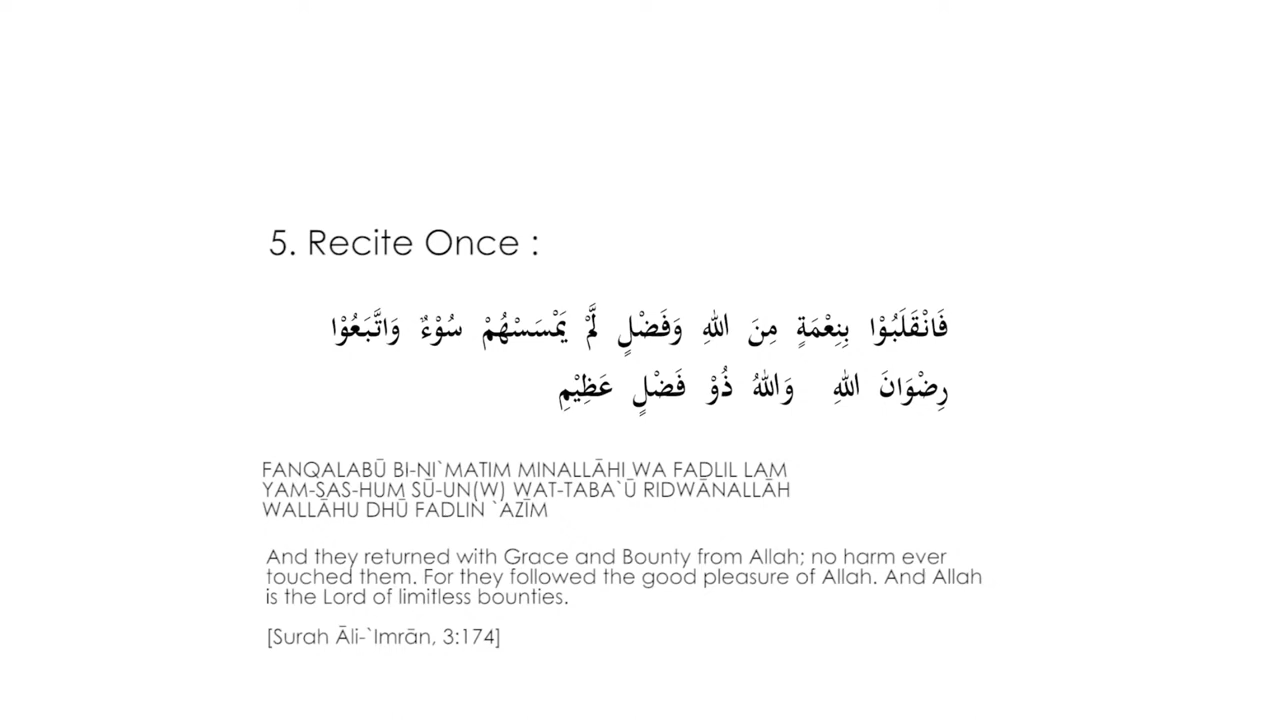 5. Recite Once :
فَانْقَلَبُوْا بِنِعْمَةٍ مِنَ اللهِ وَفَضْلٍ لَّمْ يَمْسَسْهُمْ سُوْءٌ وَاتَّبَعُوْا
رِضْوَانَ اللهِ وَاللهُ ذُوْ فَضْلٍ عَظِيْمِ
FANQALABŪ BI-NI`MATIM MINALLĀHI WA FADLIL LAM
YAM-SAS-HUM SŪ-UN(W) WAT-TABA`Ū RIDWĀNALLĀH
WALLĀHU DHŪ FADLIN `AZĪM
And they returned with Grace and Bounty from Allah; no harm ever
touched them. For they followed the good pleasure of Allah. And Allah
is the Lord of limitless bounties.
[Surah Āli-`Imrān, 3:174]